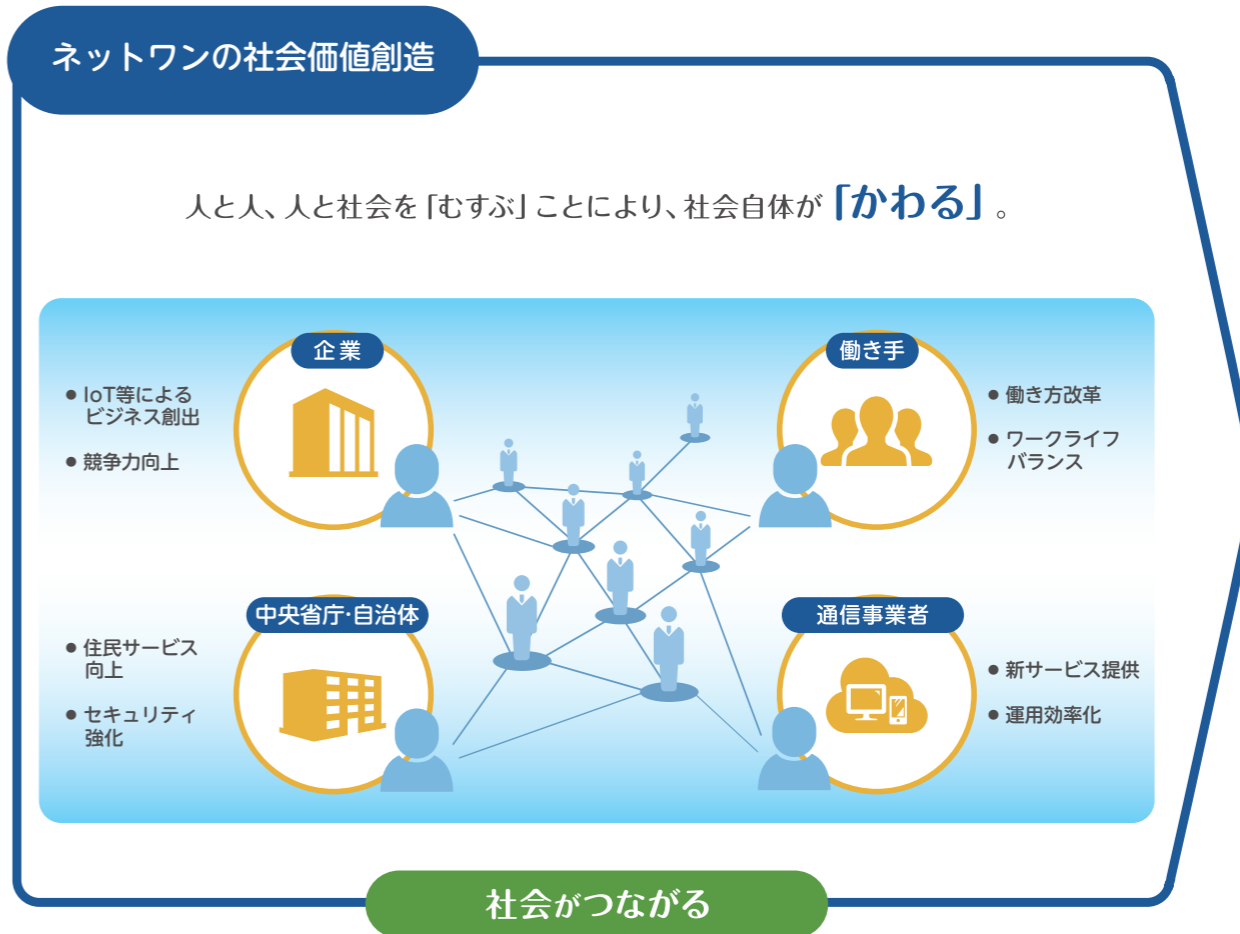 ネットワンの社会価値創造
人と人、人と社会を「むすぶ」ことにより、社会自体が「かわる」。
企業
● IoT等による
ビジネス創出
● 競争力向上
働き手
● 働き方改革
● ワークライフ
バランス
中央省庁・自治体
● 住民サービス
向上
● セキュリティ
強化
通信事業者
● 新サービス提供
● 運用効率化
社会がつながる